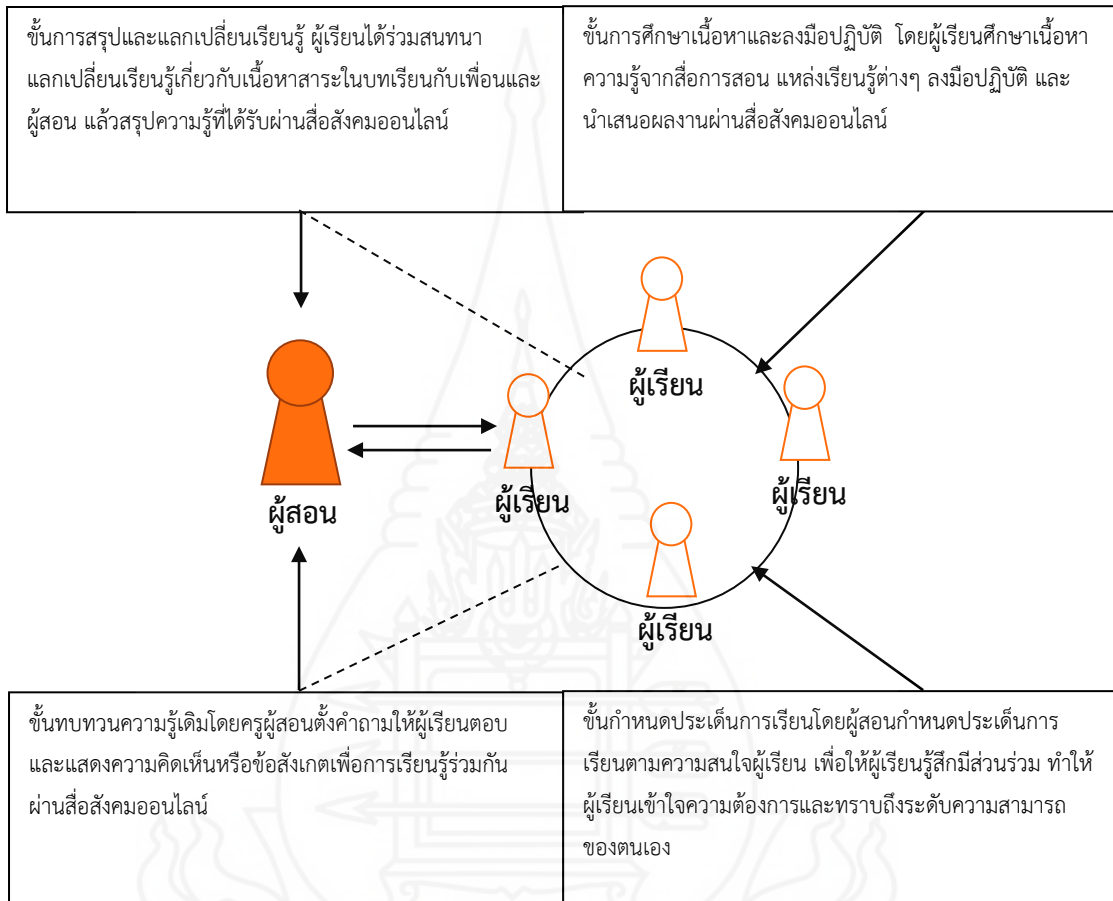 ขั้นการสรุปและแลกเปลี่ยนเรียนรู้ ผู้เรียนได้ร่วมสนทนา
แลกเปลี่ยนเรียนรู้เกี่ยวกับเนื้อหาสาระในบทเรียนกับเพื่อนและ
ผู้สอน แล้วสรุปความรู้ที่ได้รับผ่านสื่อสังคมออนไลน์
ขั้นการศึกษาเนื้อหาและลงมือปฏิบัติ โดยผู้เรียนศึกษาเนื้อหา
ความรู้จากสื่อการสอน แหล่งเรียนรู้ต่างๆ ลงมือปฏิบัติ และ
นำเสนอผลงานผ่านสื่อสังคมออนไลน์
ผู้เรียน
ผู้สอน
ผู้เรียน
ผู้เรียน
ผู้เรียน
ขั้นทบทวนความรู้เดิมโดยครูผู้สอนตั้งคำถามให้ผู้เรียนตอบ
และแสดงความคิดเห็นหรือข้อสังเกตเพื่อการเรียนรู้ร่วมกัน
ผ่านสื่อสังคมออนไลน์
ขั้นกำหนดประเด็นการเรียนโดยผู้สอนกำหนดประเด็นการ
เรียนตามความสนใจผู้เรียน เพื่อให้ผู้เรียนรู้สึกมีส่วนร่วม ทำให้
ผู้เรียนเข้าใจความต้องการและทราบถึงระดับความสามารถ
ของตนเอง